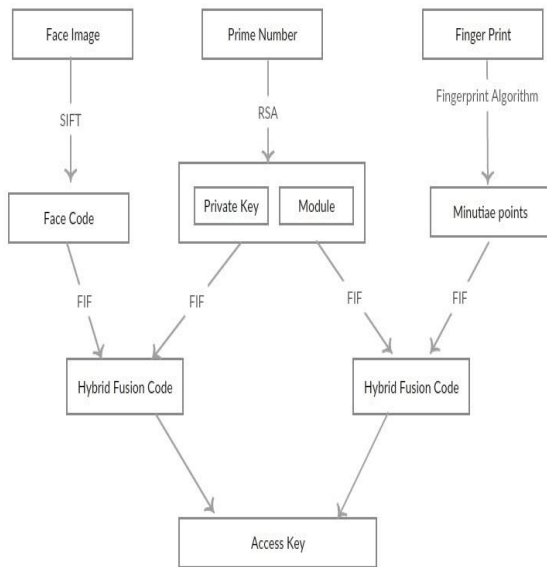 Face Image
Prime Number
Finger Print
SIFT
RSA
Fingerprint Algorithm
Private Key
Module
Face Code
Minutiae points
FIF
FIF
FIF
FIF
Hybrid Fusion Code
Hybrid Fusion Code
Access Key